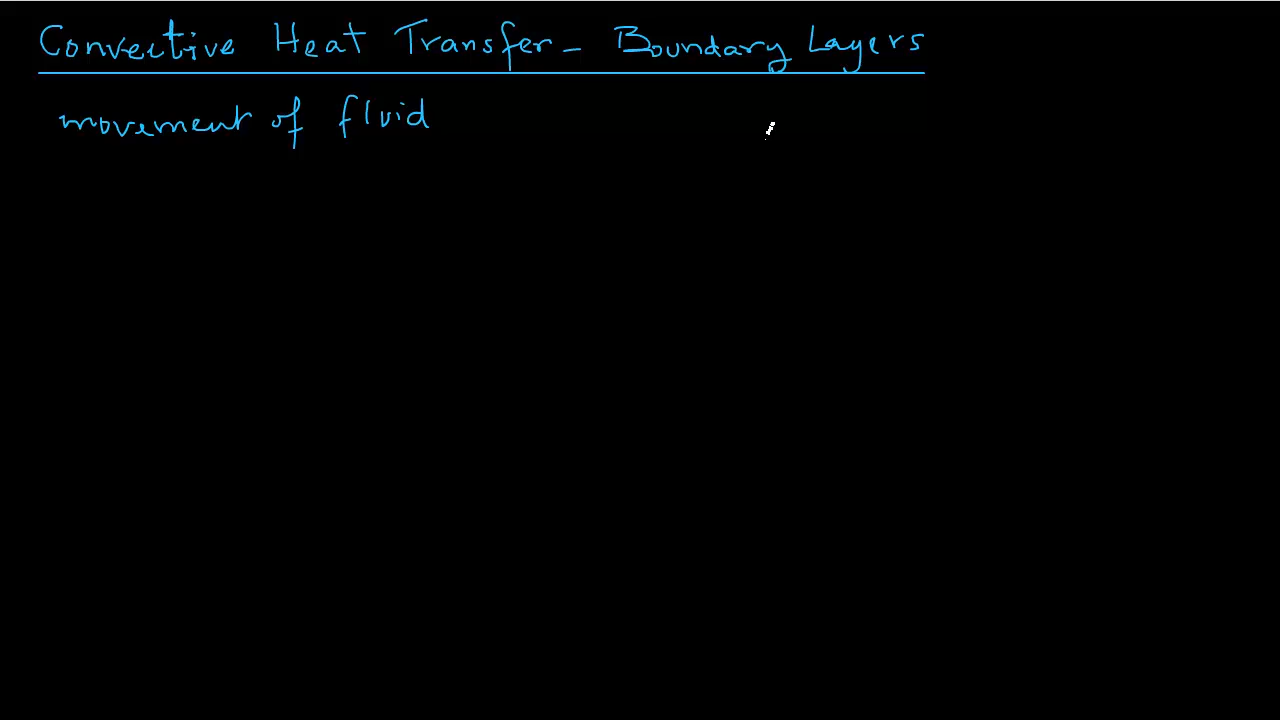 Convective Heat Transfer - Boundary Layers
movement of fluid